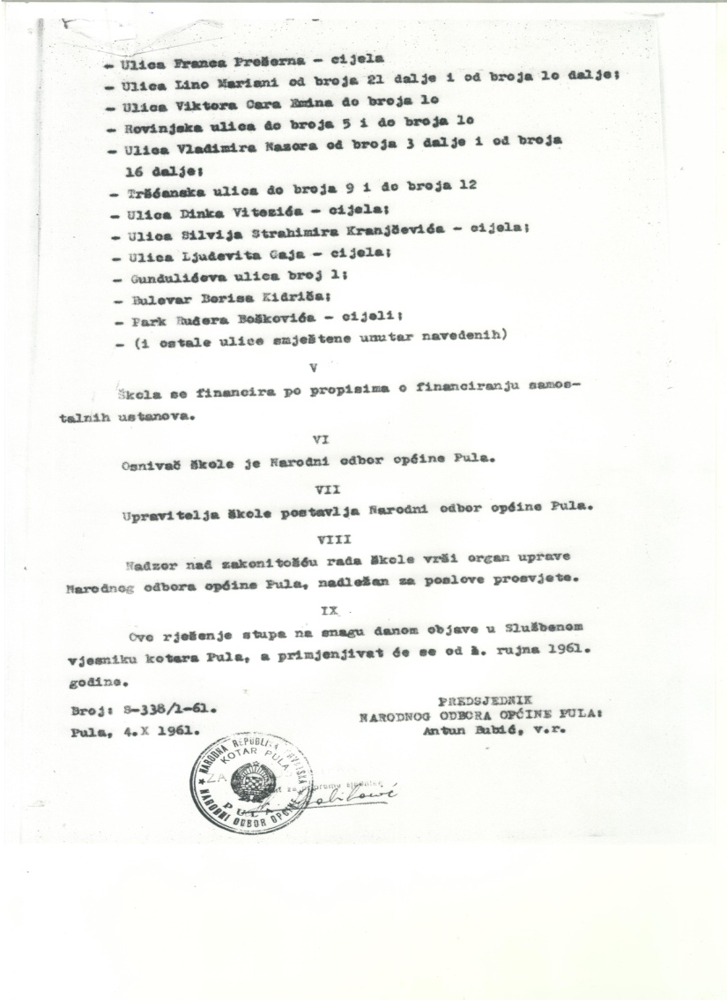 - Ulica Franca Prešerna - cijela
- Ulica Lino Mariani od broja 21 dalje i od broja lo dalje;
- Ulica Viktora Cara Emina do broja lo
- Rovinjska ulica do broja 5 i do broja lo
- Ulica Vladimira Nazora od broja 3 dalje i od broja
16 dalje;
- Tršćanska ulica do broja 9 i do broja 12
- Ulica Dinka Vitezića - cijela;
- Ulica Silvija Strahimira Kranjčevića - cijela;
- Ulica Ljudevita Gaja - cijela;
- Gundulićeva ulica broj 1;
- Bulevar Borisa Kidriča;
- Park Ruđera Boškovića - cijeli;
- (i ostale ulice smještene unutar navedenih)
V
Škola se financira po propisima o financiranju samos-
talnih ustanova.
VI
Osnivač škole je Narodni odbor općine Pula.
VII
Upravitelja škole postavlja Narodni odbor općine Pula.
VIII
Nadzor nad zakonitošću rada škole vrši organ uprave
Narodnog odbora općine Pula, nadležan za poslove prosvjete.
IX
Ovo rješenje stupa na snagu danom objave u Službenom
vjesniku kotara Pula, a primjenjivat će se od 1. rujna 1961.
godine.
Broj: S-338/1-61.
Pula, 4.X 1961.
PREDSJEDNIK
NARODNOG ODBORA OPĆINE PULA:
Antun Bubić, v.r.
NARODNA REPUBLIKA HRVATSKA
KOTAR PULA
ZA
za pripremu sjednice
PULA
NARODNI ODBOR OPĆINE